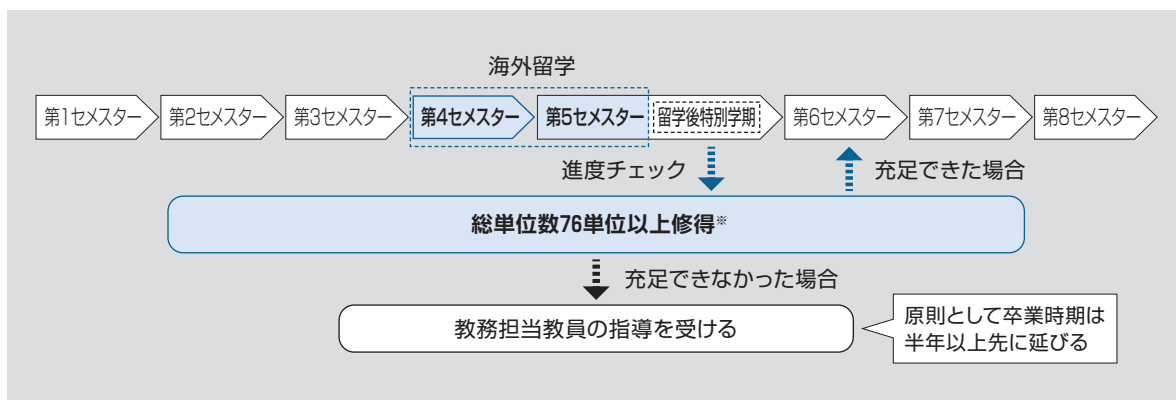 海外留学
第1セメスター
第2セメスター
第3セメスター
第4セメスター
第5セメスター
留学後特別学期
第6セメスター
第7セメスター
第8セメスター
進度チェック
充足できた場合
総単位数76単位以上修得※
充足できなかった場合
教務担当教員の指導を受ける
原則として卒業時期は
半年以上先に延びる